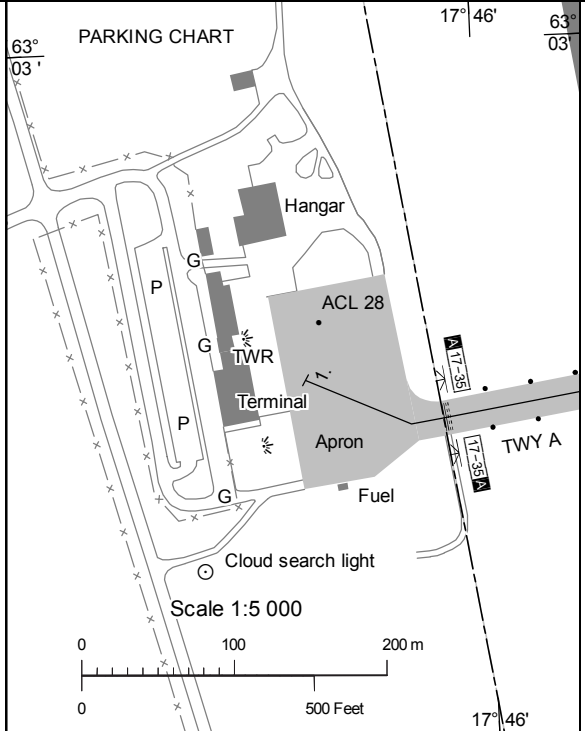 PARKING CHART
17° 46'
63°
03 '
63°
03'
Hangar
G
P
ACL 28
G
TWR
A 17-35
1.
Terminal
P
Apron
TWY A
17-35 A
G
Fuel
Cloud search light
Scale 1:5 000
0 100 200 m
0 500 Feet
17° 46'